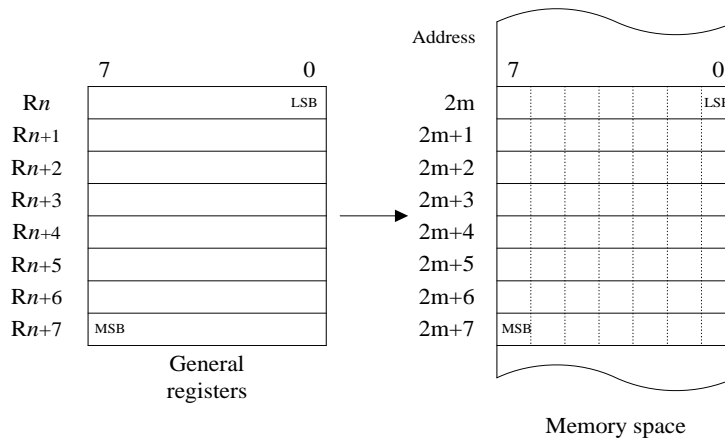 Address
7 0 7 0
Rn LSB 2m LSB
Rn+1 2m+1
Rn+2 2m+2
Rn+3 2m+3
Rn+4 2m+4
Rn+5 2m+5
Rn+6 2m+6
Rn+7 MSB 2m+7 MSB
General
registers
Memory space